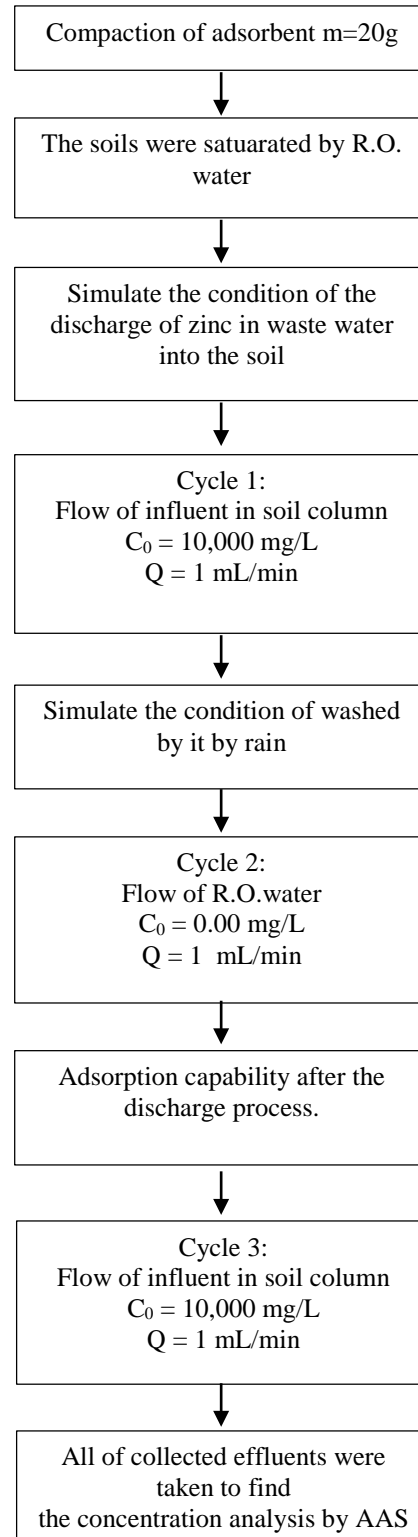 Compaction of adsorbent m=20g
The soils were satuarated by R.O.
water
Simulate the condition of the
discharge of zinc in waste water
into the soil
Cycle 1:
Flow of influent in soil column
C₀ = 10,000 mg/L
Q = 1 mL/min
Simulate the condition of washed
by it by rain
Cycle 2:
Flow of R.O.water
C₀ = 0.00 mg/L
Q = 1 mL/min
Adsorption capability after the
discharge process.
Cycle 3:
Flow of influent in soil column
C₀ = 10,000 mg/L
Q = 1 mL/min
All of collected effluents were
taken to find
the concentration analysis by AAS